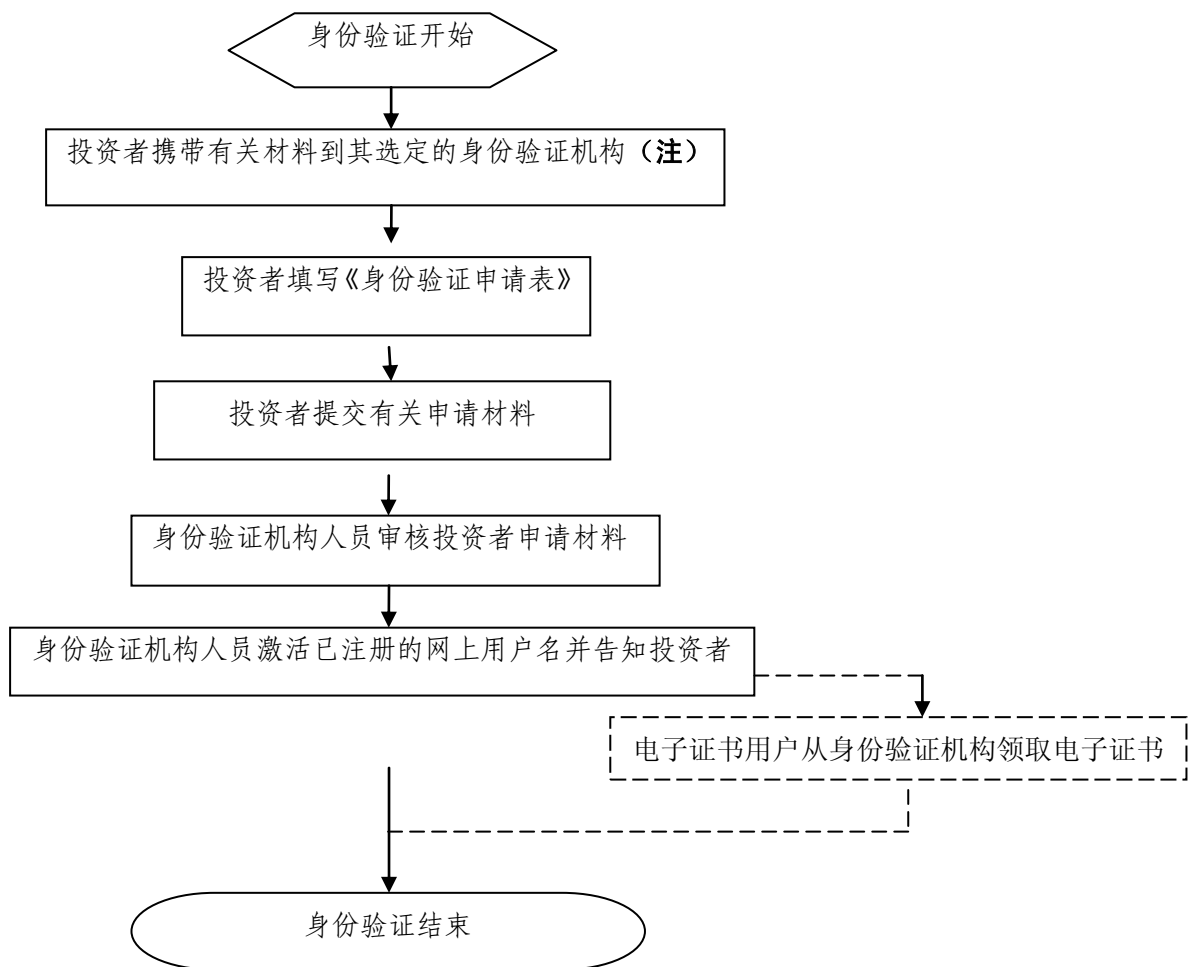 身份验证开始
投资者携带有关材料到其选定的身份验证机构（注）
投资者填写《身份验证申请表》
投资者提交有关申请材料
身份验证机构人员审核投资者申请材料
身份验证机构人员激活已注册的网上用户名并告知投资者
电子证书用户从身份验证机构领取电子证书
身份验证结束